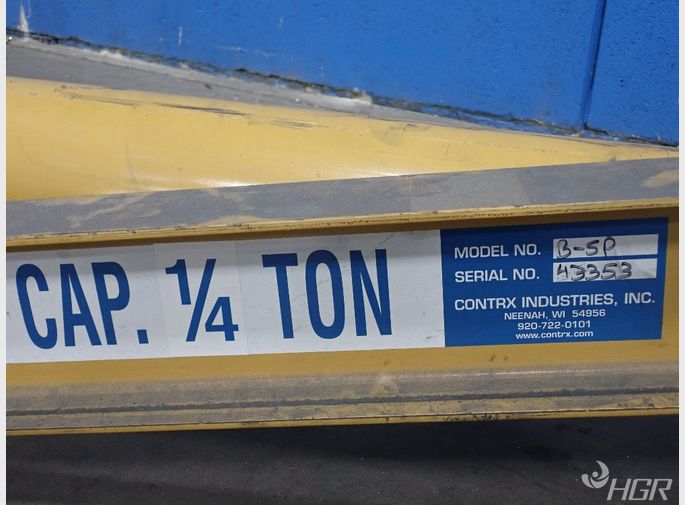 CAP. 1/4 TON
MODEL NO. B-5P
SERIAL NO. 43353
CONTRX INDUSTRIES, INC.
NEENAH, WI 54956
920-722-0101
www.contrx.com
HGR